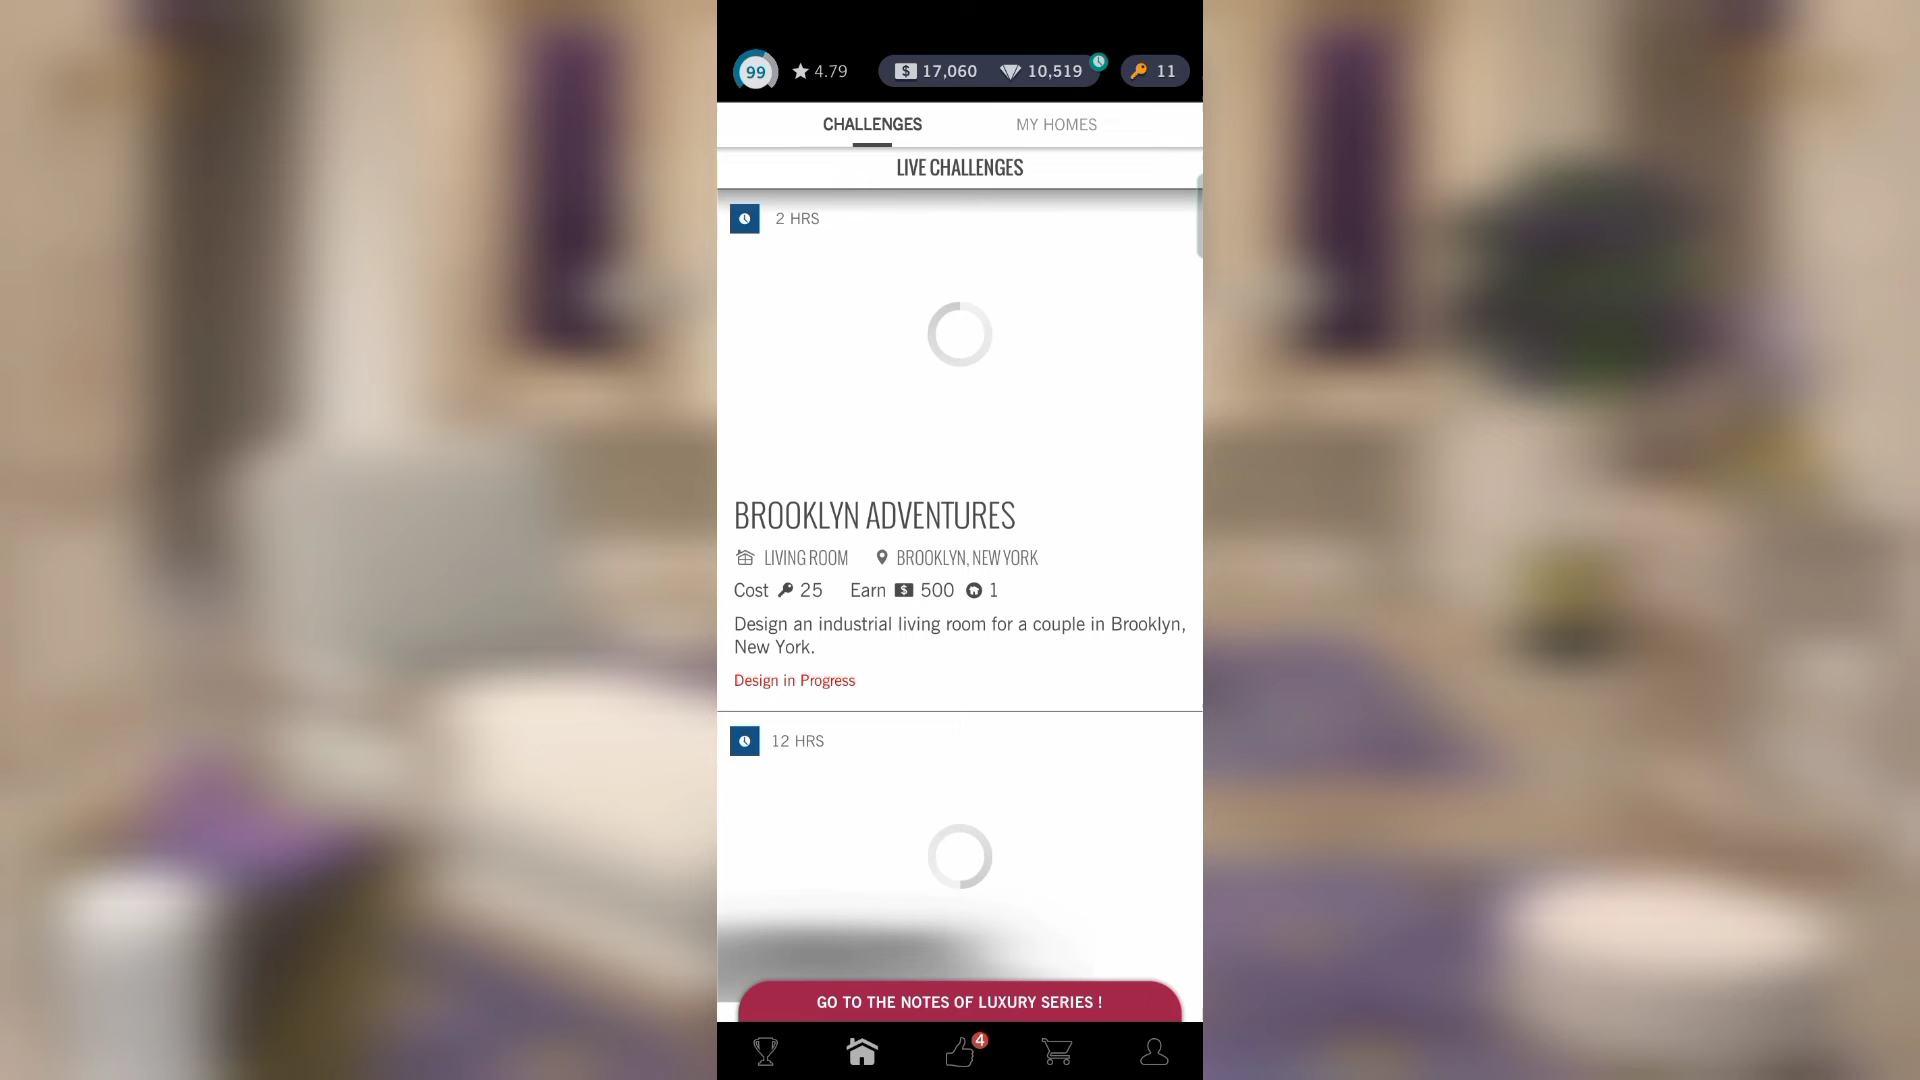 99 4.79 $ 17,060 10,519 11
CHALLENGES MY HOMES
LIVE CHALLENGES
2 HRS
BROOKLYN ADVENTURES
LIVING ROOM BROOKLYN, NEW YORK
Cost 25 Earn $ 500 1
Design an industrial living room for a couple in Brooklyn,
New York.
Design in Progress
12 HRS
GO TO THE NOTES OF LUXURY SERIES !
4